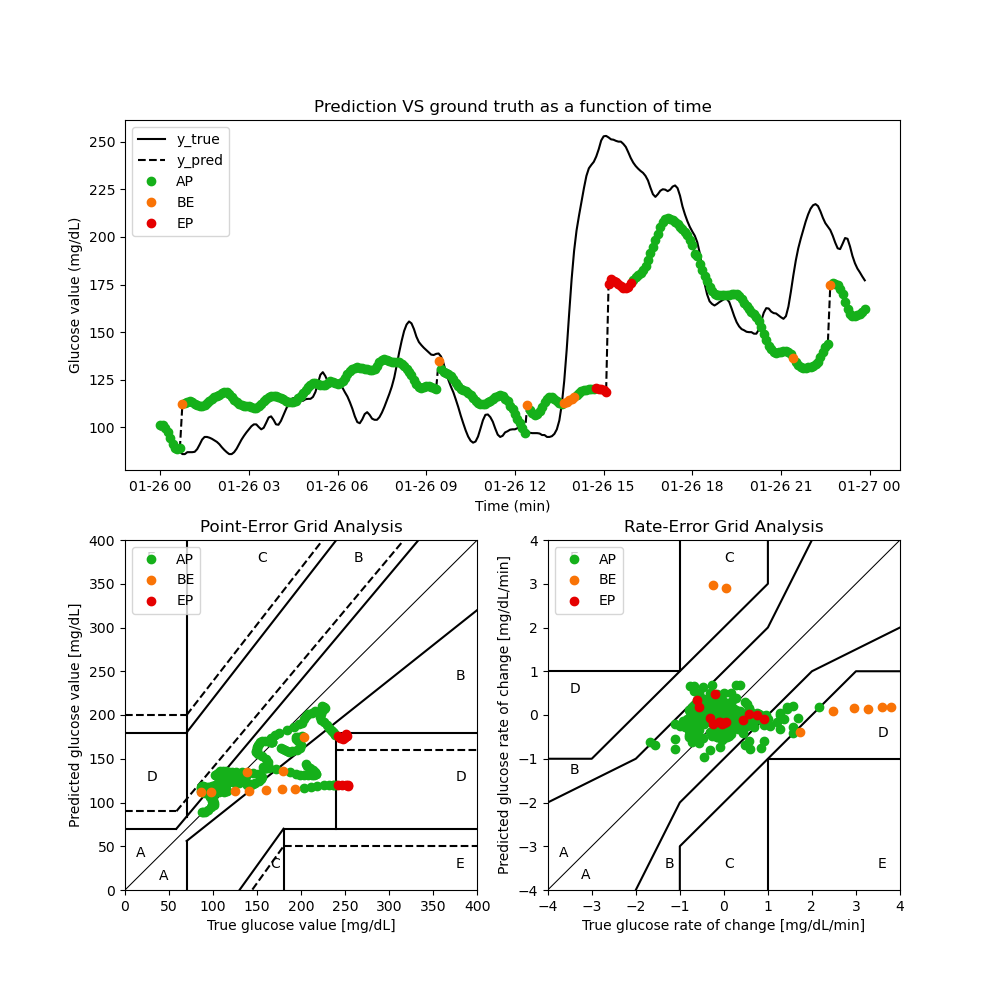 Prediction VS ground truth as a function of time
Glucose value (mg/dL)
250
225
200
175
150
125
100
y_true
y_pred
AP
BE
EP
01-26 00 01-26 03 01-26 06 01-26 09 01-26 12 01-26 15 01-26 18 01-26 21 01-27 00
Time (min)
Point-Error Grid Analysis
Predicted glucose value [mg/dL]
400
350
300
250
200
150
100
50
0
AP
BE
EP
C
B
B
D
D
A
A
C
E
0 50 100 150 200 250 300 350 400
True glucose value [mg/dL]
Rate-Error Grid Analysis
Predicted glucose rate of change [mg/dL/min]
4
3
2
1
0
−1
−2
−3
−4
AP
BE
EP
C
D
D
B
A
A
B
C
E
−4 −3 −2 −1 0 1 2 3 4
True glucose rate of change [mg/dL/min]